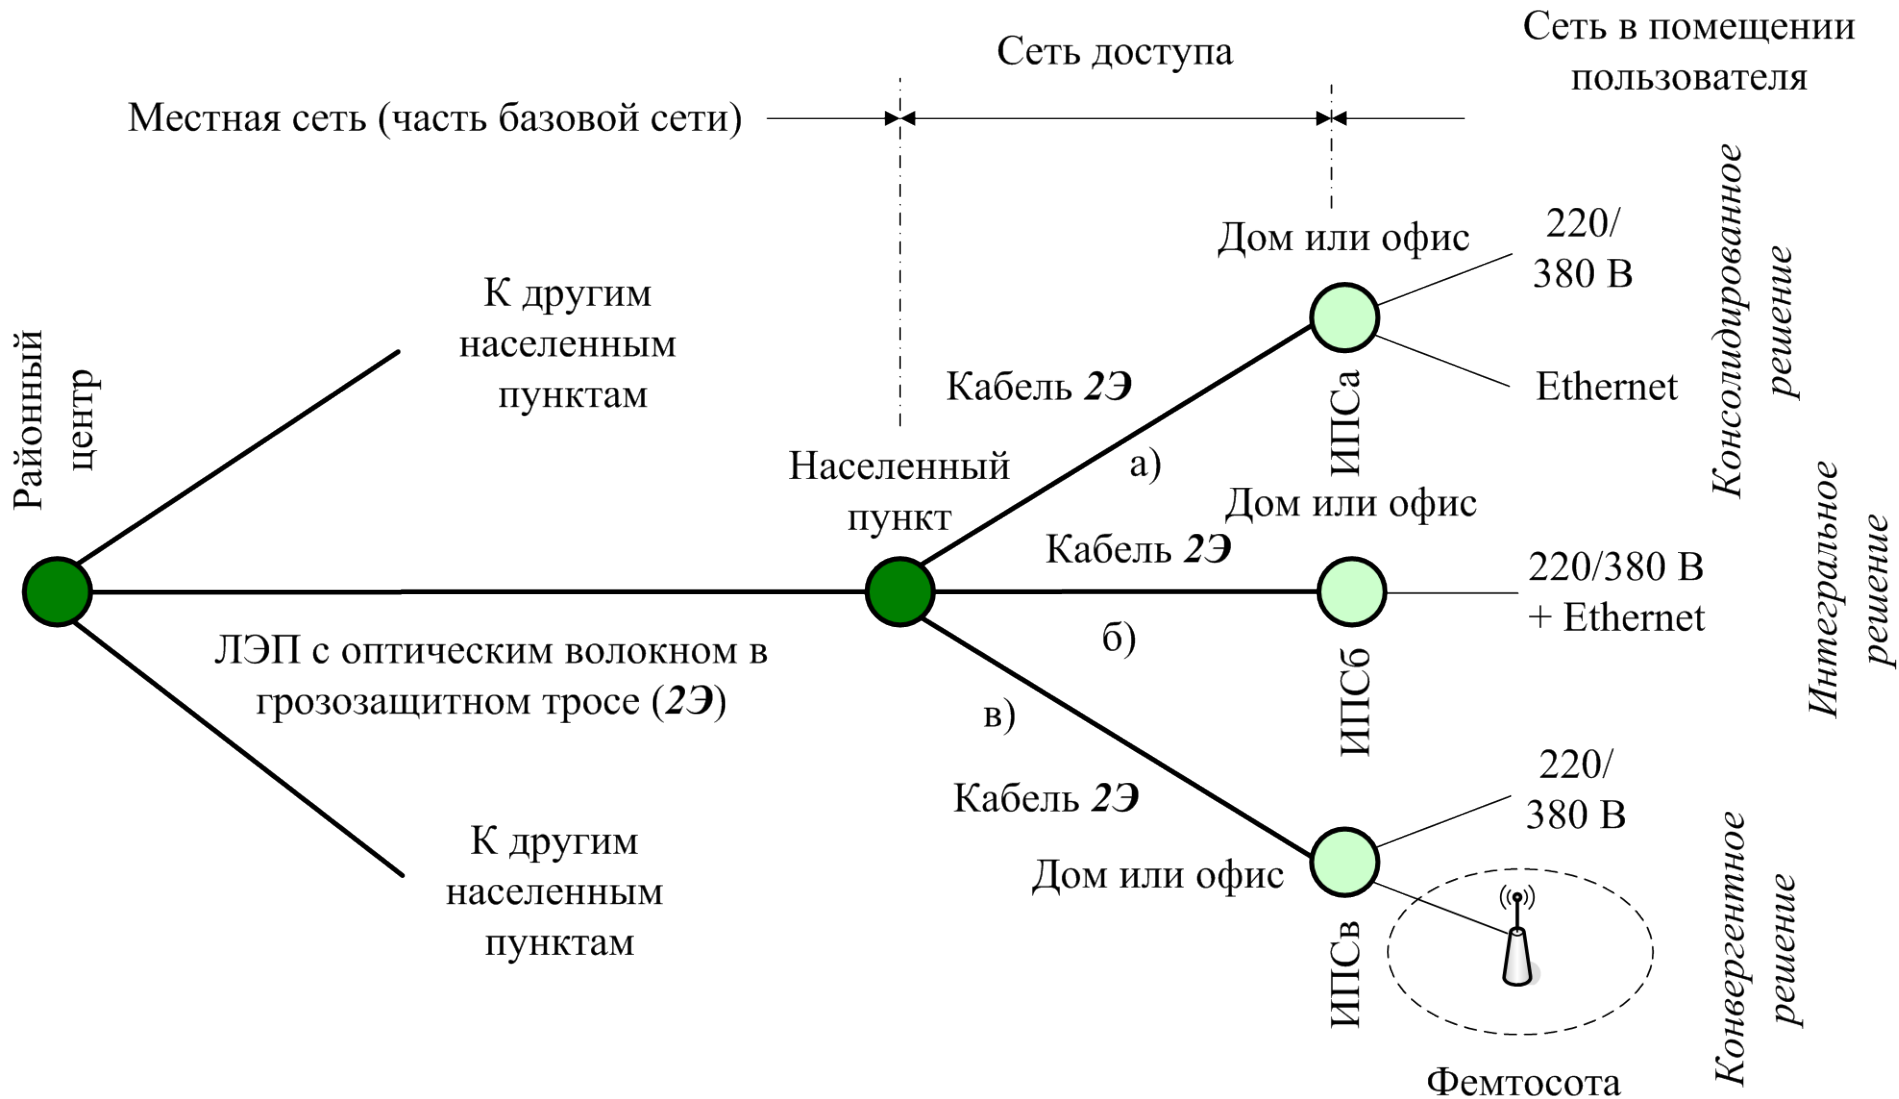 Сеть в помещении
пользователя
Сеть доступа
Местная сеть (часть базовой сети)
Дом или офис
220/
380 В
Консолидированное
решение
К другим
населенным
пунктам
Районный
центр
Кабель 2Э
Ethernet
ИПСа
а)
Населенный
пункт
Дом или офис
Кабель 2Э
220/380 В
+ Ethernet
Интегральное
решение
б)
ИПСб
ЛЭП с оптическим волокном в
грозозащитном тросе (2Э)
в)
220/
380 В
Кабель 2Э
К другим
населенным
пунктам
Дом или офис
ИПСв
Конвергентное
решение
Фемтосота